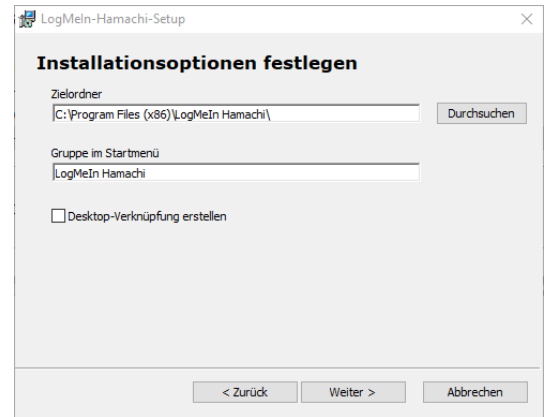 LogMeIn-Hamachi-Setup
Installationsoptionen festlegen
Zielordner
C:\Program Files (x86)\LogMeIn Hamachi\
Durchsuchen
Gruppe im Startmenü
LogMeIn Hamachi
Desktop-Verknüpfung erstellen
< Zurück
Weiter >
Abbrechen